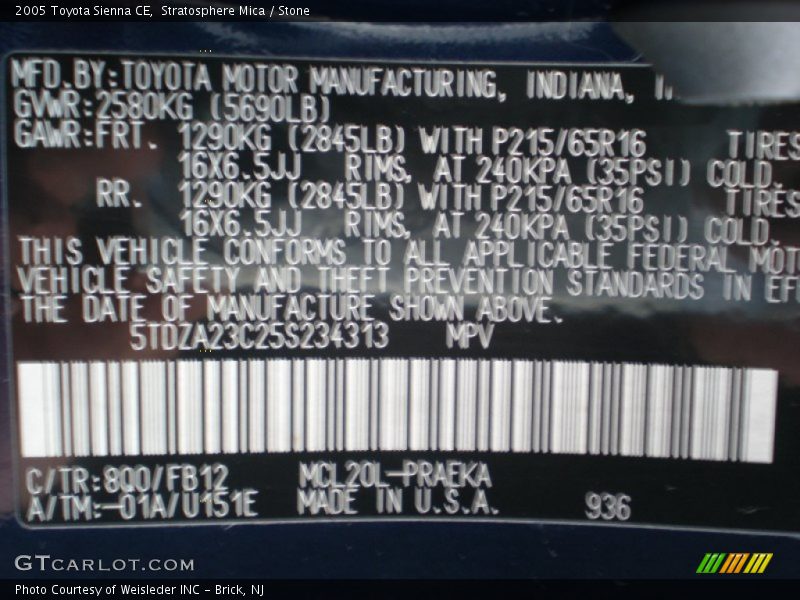 2005 Toyota Sienna CE, Stratosphere Mica / Stone
MFD.BY:TOYOTA MOTOR MANUFACTURING, INDIANA,
GVWR:2580KG (5690LB)
GAWR:FRT. 1290KG (2845LB) WITH P215/65R16 TIRES
16X6.5JJ RIMS, AT 240KPA (35PSI) COLD.
RR. 1290KG (2845LB) WITH P215/65R16 TIRES
16X6.5JJ RIMS, AT 240KPA (35PSI) COLD.
THIS VEHICLE CONFORMS TO ALL APPLICABLE FEDERAL MOT
VEHICLE SAFETY AND THEFT PREVENTION STANDARDS IN EF
THE DATE OF MANUFACTURE SHOWN ABOVE.
5TDZA23C25S234313 MPV
C/TR:8Q0/FB12 MCL20L-PRAEKA
A/TM:-01A/U151E MADE IN U.S.A. 936
GTCARLOT.COM
Photo Courtesy of Weisleder INC - Brick, NJ